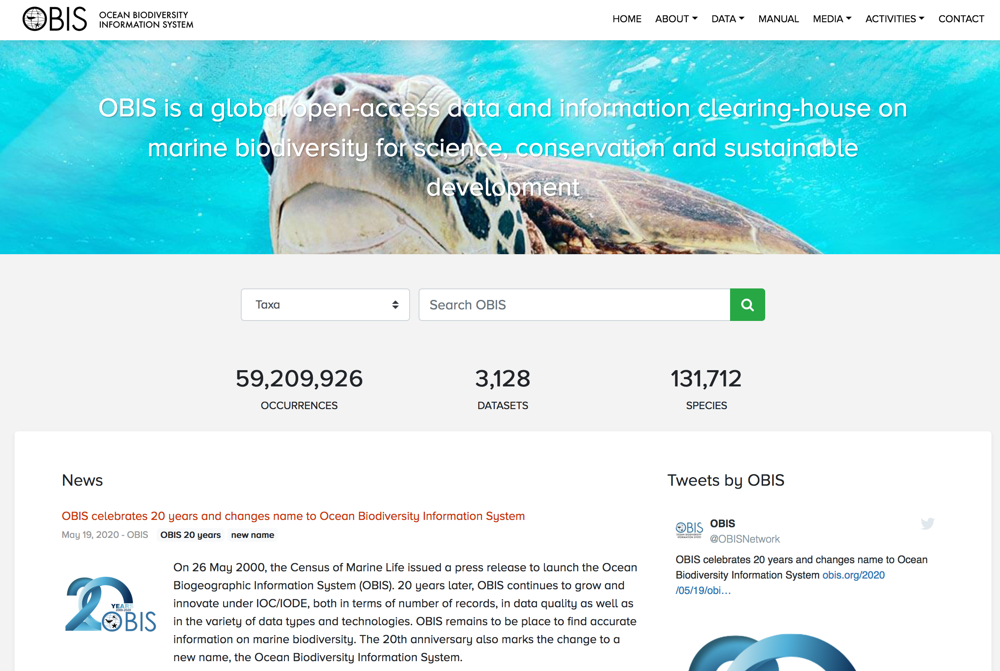 OBIS
OCEAN BIODIVERSITY
INFORMATION SYSTEM
HOME ABOUT DATA MANUAL MEDIA ACTIVITIES CONTACT
OBIS is a global open-access data and information clearing-house on
marine biodiversity for science, conservation and sustainable
development
Taxa
Search OBIS
59,209,926
OCCURRENCES
3,128
DATASETS
131,712
SPECIES
News
OBIS celebrates 20 years and changes name to Ocean Biodiversity Information System
May 19, 2020 - OBIS OBIS 20 years new name
20
YEARS
2000-2020
OBIS
On 26 May 2000, the Census of Marine Life issued a press release to launch the Ocean
Biogeographic Information System (OBIS). 20 years later, OBIS continues to grow and
innovate under IOC/IODE, both in terms of number of records, in data quality as well as
in the variety of data types and technologies. OBIS remains to be place to find accurate
information on marine biodiversity. The 20th anniversary also marks the change to a
new name, the Ocean Biodiversity Information System.
Tweets by OBIS
OBIS
OCEAN BIODIVERSITY
INFORMATION SYSTE
OBIS
@OBISNetwork
OBIS celebrates 20 years and changes name to Ocean
Biodiversity Information System obis.org/2020
/05/19/obi…